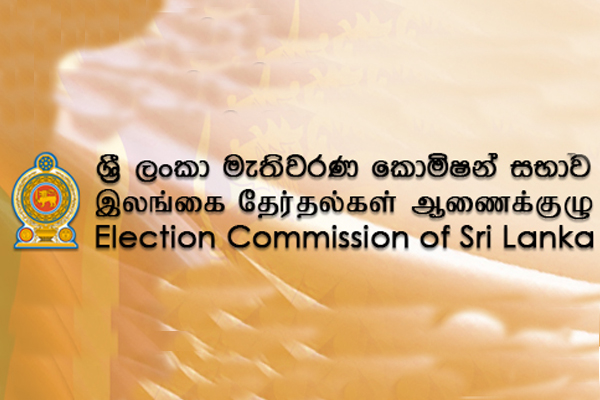 ශ්‍රී ලංකා මැතිවරණ කොමිෂන් සභාව
இலங்கை தேர்தல்கள் ஆணைக்குழு
Election Commission of Sri Lanka